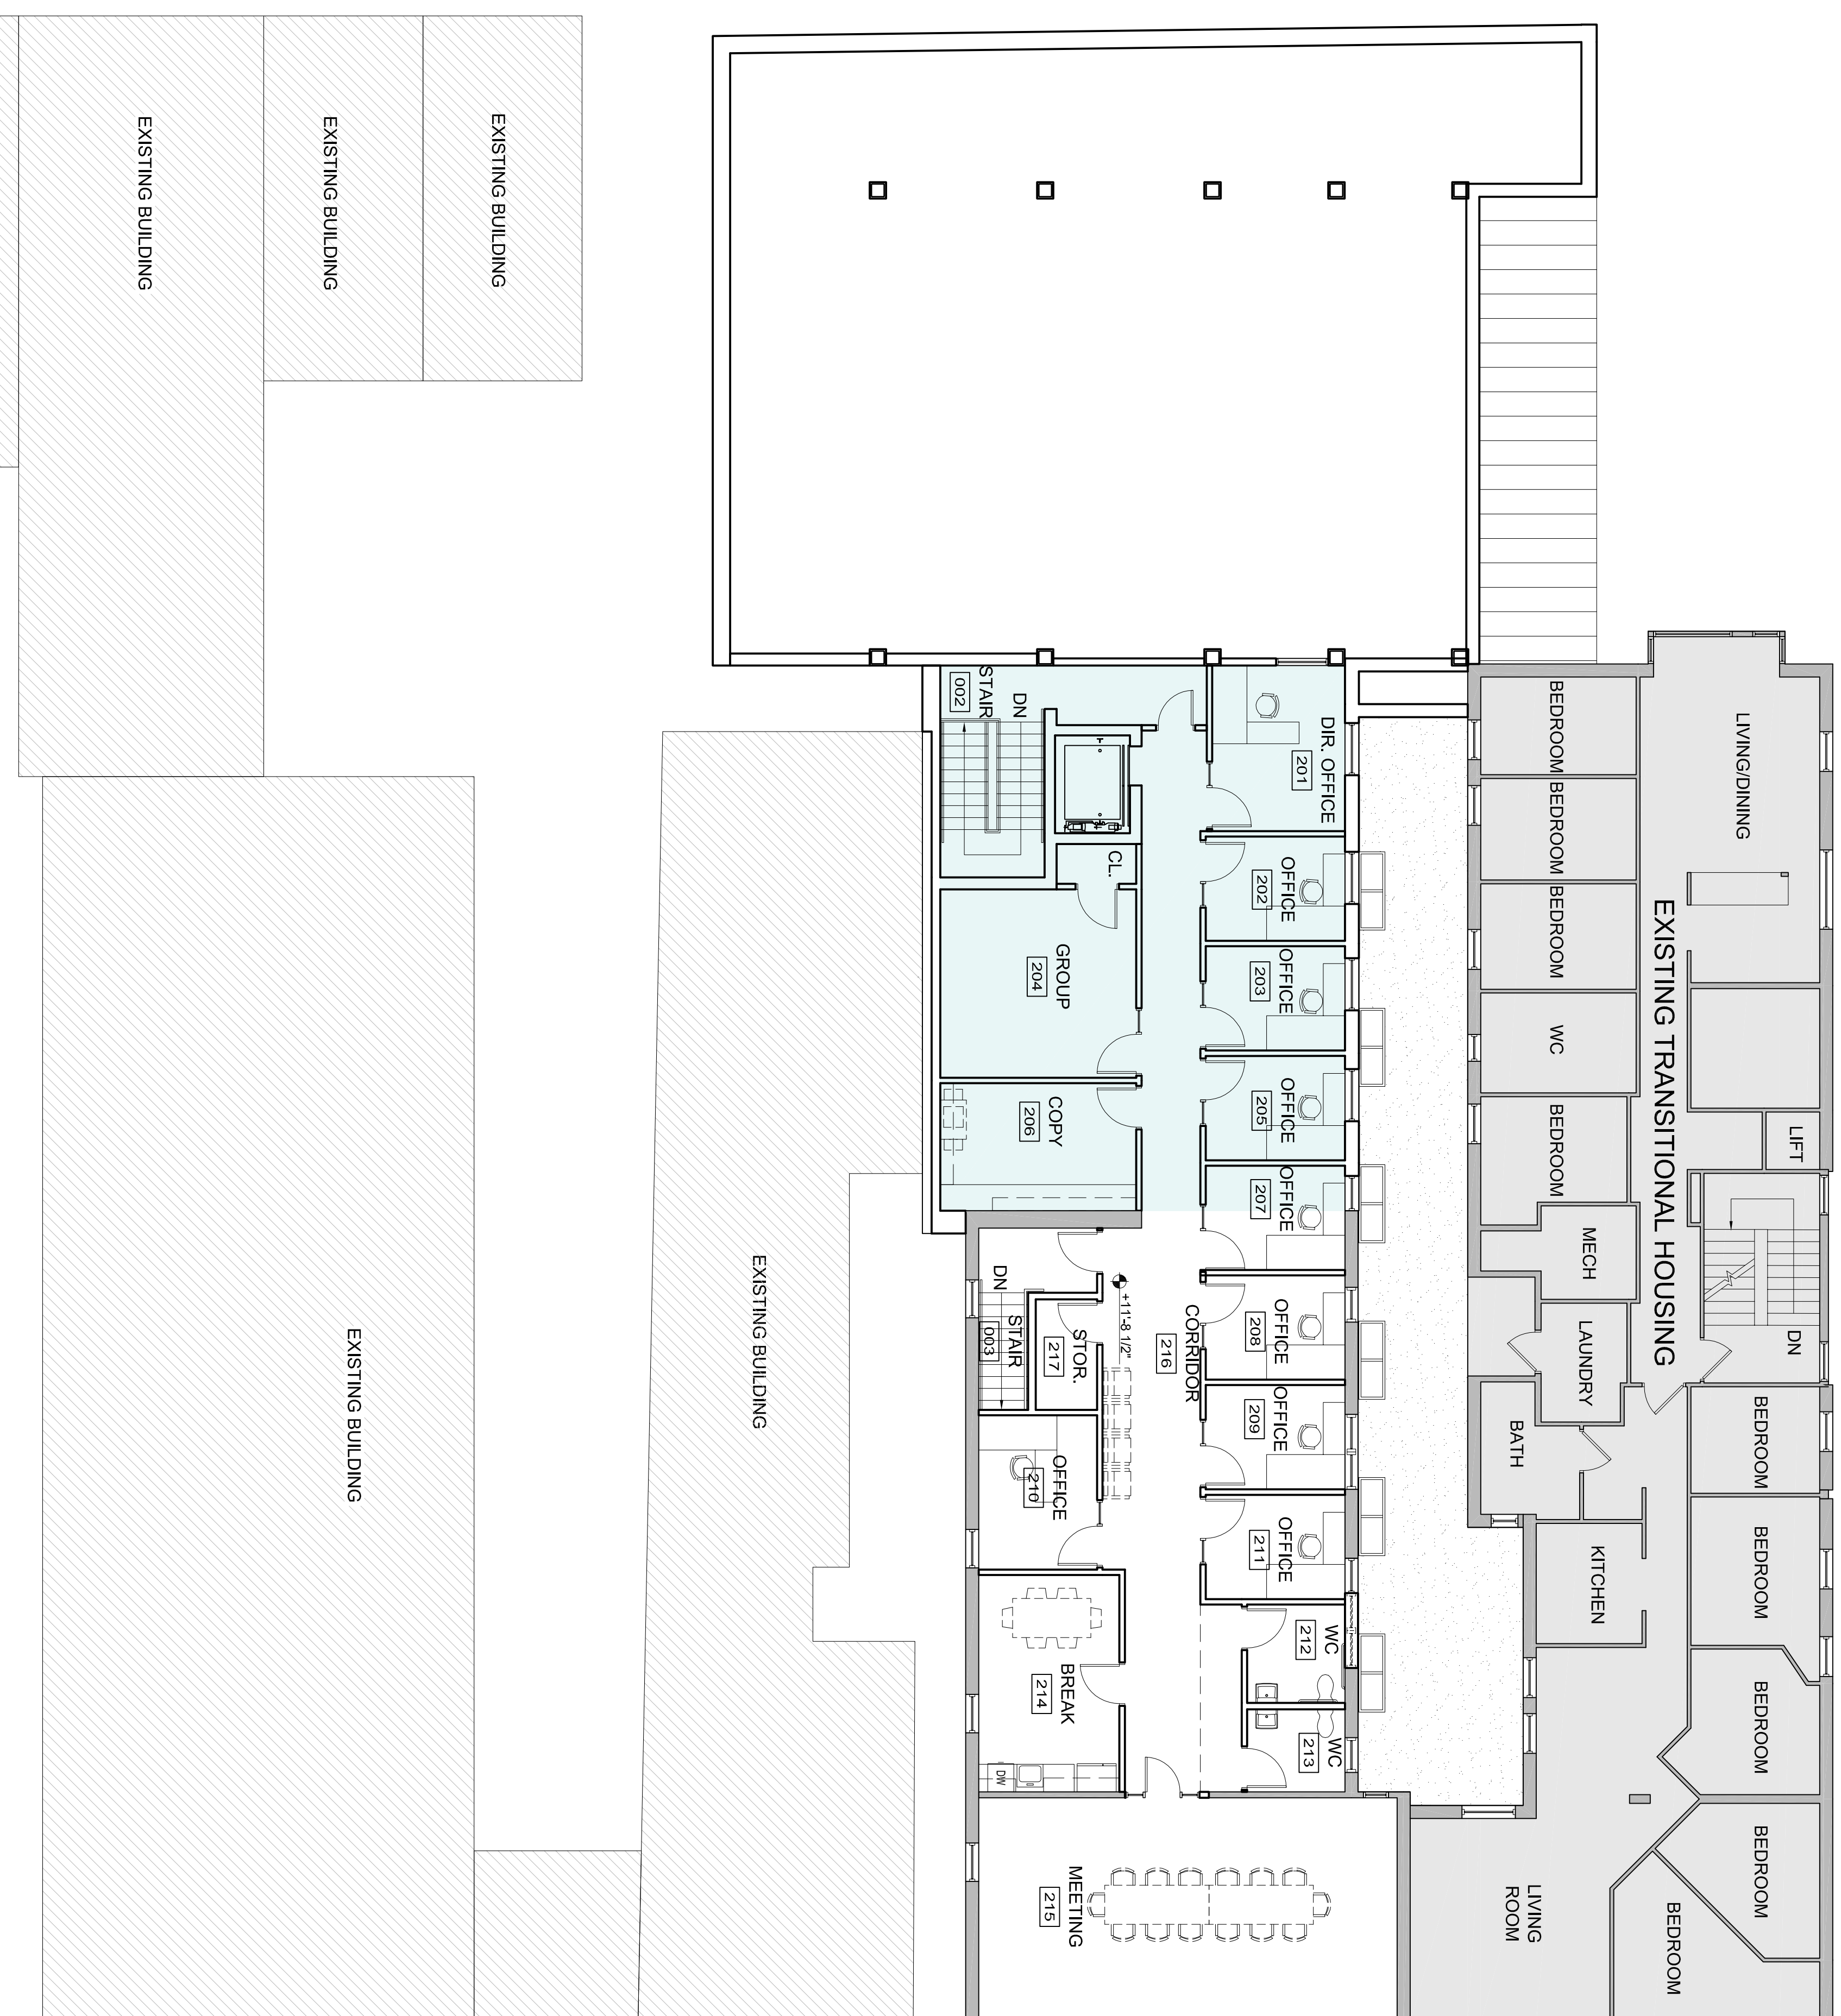 EXISTING BUILDING
EXISTING BUILDING
EXISTING BUILDING
EXISTING BUILDING
EXISTING BUILDING
STAIR
002
DN
DIR. OFFICE
201
OFFICE
202
CL.
GROUP
204
OFFICE
203
OFFICE
205
COPY
206
OFFICE
207
DN
STAIR
003
STOR.
217
+11'-8 1/2"
CORRIDOR
216
OFFICE
208
OFFICE
209
OFFICE
210
OFFICE
211
WC
212
WC
213
BREAK
214
DW
MEETING
215
EXISTING TRANSITIONAL HOUSING
LIVING/DINING
BEDROOM
BEDROOM
BEDROOM
WC
BEDROOM
LIFT
MECH
LAUNDRY
DN
BATH
BEDROOM
KITCHEN
BEDROOM
BEDROOM
BEDROOM
LIVING
ROOM
BEDROOM